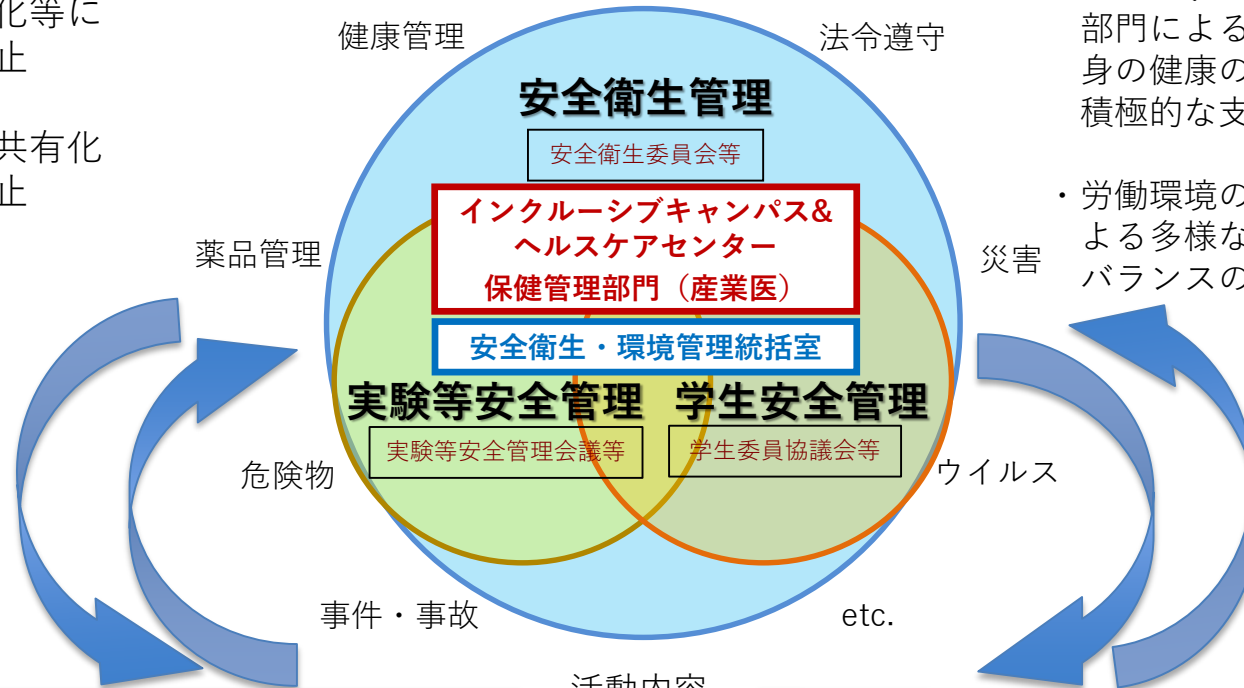 化等に
止
共有化
止
健康管理
法令遵守
部門による
身の健康の
積極的な支
・労働環境の
よる多様な
バランスの
安全衛生管理
安全衛生委員会等
インクルーシブキャンパス&
ヘルスケアセンター
保健管理部門（産業医）
安全衛生・環境管理統括室
薬品管理
災害
実験等安全管理
学生安全管理
実験等安全管理会議等
学生委員協議会等
危険物
ウイルス
事件・事故
etc.
活動内容